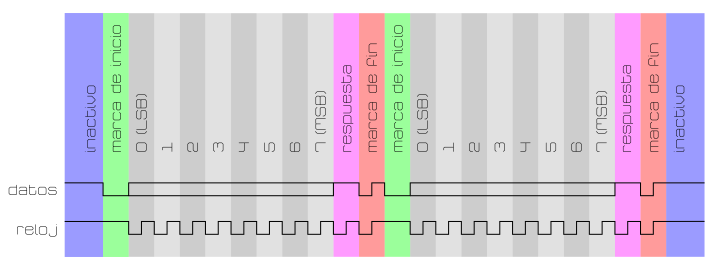 inactivo
marca de inicio
0 (LSB)
1
2
3
4
5
6
7 (MSB)
respuesta
marca de fin
marca de inicio
0 (LSB)
1
2
3
4
5
6
7 (MSB)
respuesta
marca de fin
inactivo
datos
reloj